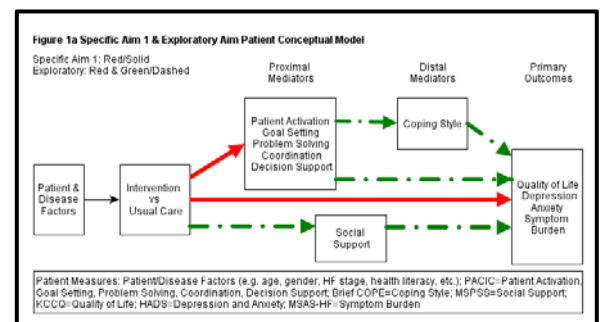 Figure 1a Specific Aim 1 & Exploratory Aim Patient Conceptual Model
Specific Aim 1: Red/Solid
Exploratory: Red & Green/Dashed
Proximal
Mediators
Distal
Mediators
Primary
Outcomes
Patient Activation
Goal Setting
Problem Solving
Coordination
Decision Support
Coping Style
Patient &
Disease
Factors
Intervention
vs
Usual Care
Quality of Life
Depression
Anxiety
Symptom
Burden
Social
Support
Patient Measures: Patient/Disease Factors (e.g. age, gender, HF stage, health literacy, etc.); PACIC=Patient Activation,
Goal Setting, Problem Solving, Coordination, Decision Support; Brief COPE=Coping Style; MSPSS=Social Support;
KCCQ=Quality of Life; HADS=Depression and Anxiety; MSAS-HF=Symptom Burden